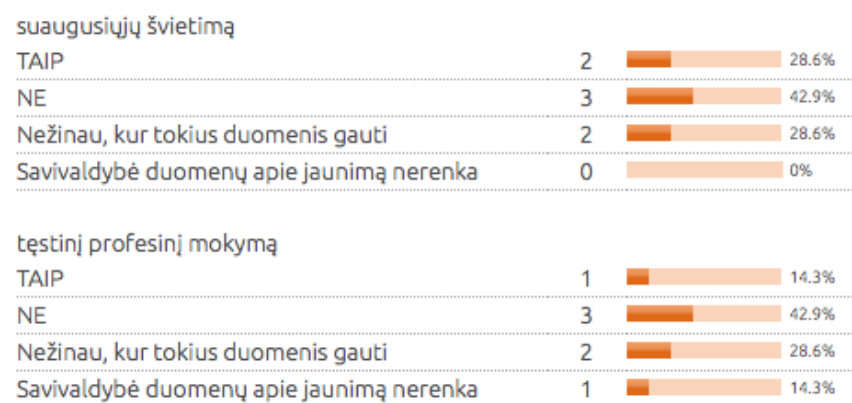 suaugusiųjų švietimą
TAIP 2 28.6%
NE 3 42.9%
Nežinau, kur tokius duomenis gauti 2 28.6%
Savivaldybė duomenų apie jaunimą nerenka 0 0%
tęstinį profesinį mokymą
TAIP 1 14.3%
NE 3 42.9%
Nežinau, kur tokius duomenis gauti 2 28.6%
Savivaldybė duomenų apie jaunimą nerenka 1 14.3%